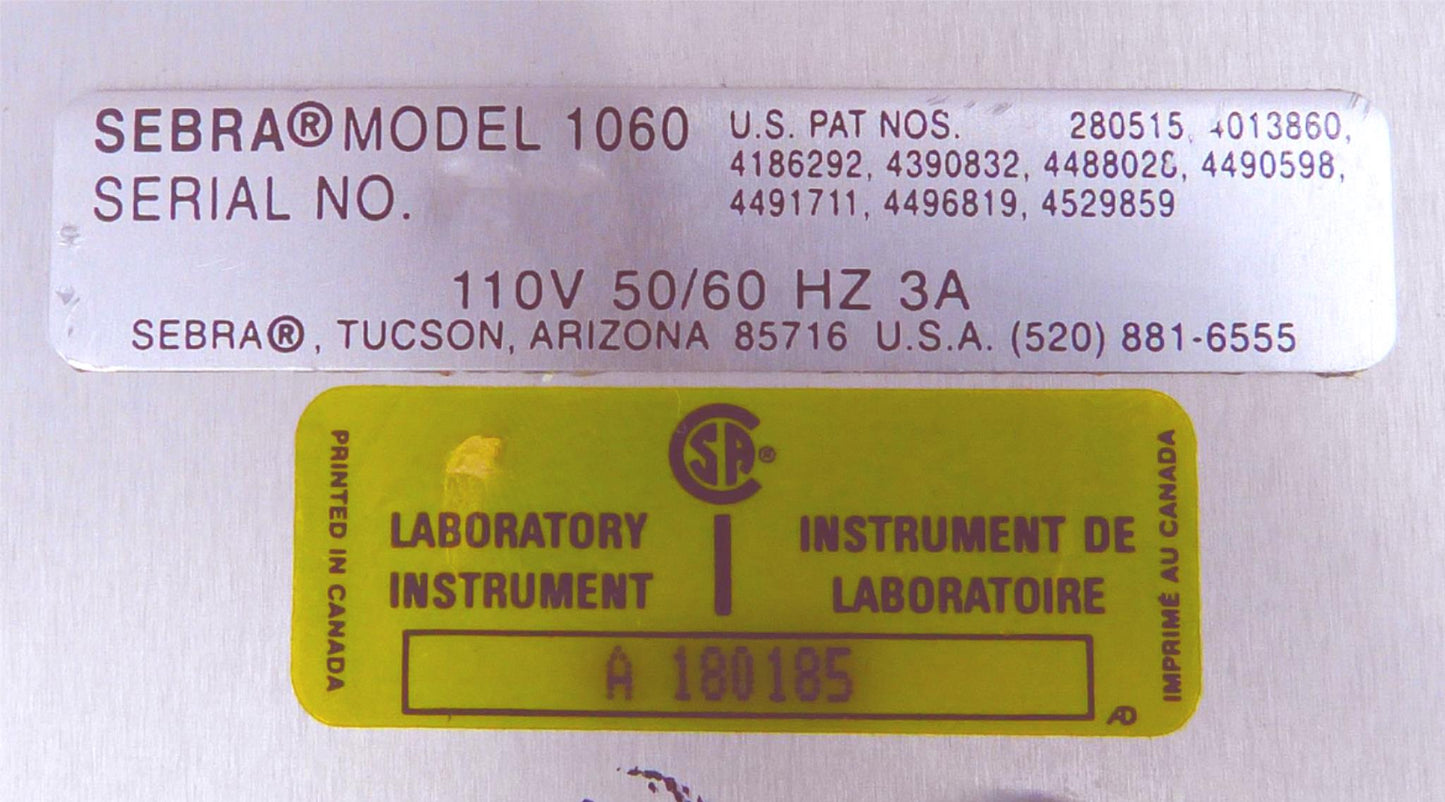 SEBRA® MODEL 1060
SERIAL NO.
U.S. PAT NOS. 280515, 4013860,
4186292, 4390832, 4488028, 4490598,
4491711, 4496819, 4529859
110V 50/60 HZ 3A
SEBRA®, TUCSON, ARIZONA 85716 U.S.A. (520) 881-6555
PRINTED IN CANADA
CSA®
LABORATORY
INSTRUMENT
INSTRUMENT DE
LABORATOIRE
A 180185
AD
IMPRIMÉ AU CANADA